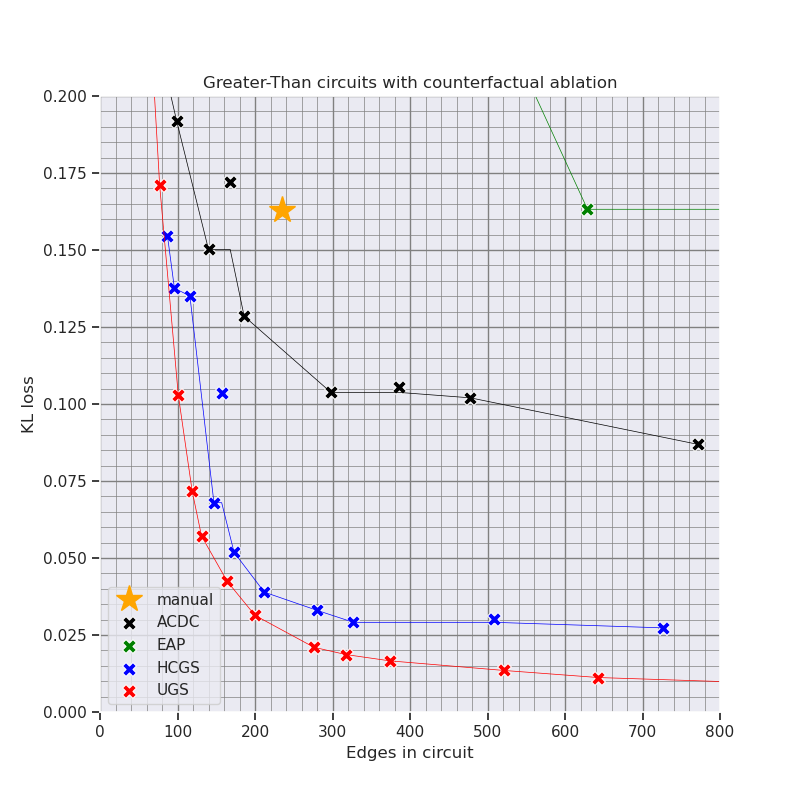 Greater-Than circuits with counterfactual ablation
0.200
0.175
0.150
0.125
0.100
0.075
0.050
0.025
0.000
KL loss
manual
ACDC
EAP
HCGS
UGS
0 100 200 300 400 500 600 700 800
Edges in circuit